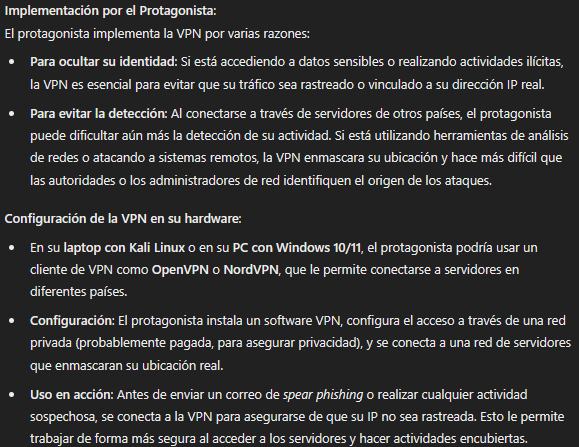 Implementación por el Protagonista:
El protagonista implementa la VPN por varias razones:
• Para ocultar su identidad: Si está accediendo a datos sensibles o realizando actividades ilícitas,
la VPN es esencial para evitar que su tráfico sea rastreado o vinculado a su dirección IP real.
• Para evitar la detección: Al conectarse a través de servidores de otros países, el protagonista
puede dificultar aún más la detección de su actividad. Si está utilizando herramientas de análisis
de redes o atacando a sistemas remotos, la VPN enmascara su ubicación y hace más difícil que
las autoridades o los administradores de red identifiquen el origen de los ataques.
Configuración de la VPN en su hardware:
• En su laptop con Kali Linux o en su PC con Windows 10/11, el protagonista podría usar un
cliente de VPN como OpenVPN o NordVPN, que le permite conectarse a servidores en
diferentes países.
• Configuración: El protagonista instala un software VPN, configura el acceso a través de una red
privada (probablemente pagada, para asegurar privacidad), y se conecta a una red de servidores
que enmascaran su ubicación real.
• Uso en acción: Antes de enviar un correo de spear phishing o realizar cualquier actividad
sospechosa, se conecta a la VPN para asegurarse de que su IP no sea rastreada. Esto le permite
trabajar de forma más segura al acceder a los servidores y hacer actividades encubiertas.